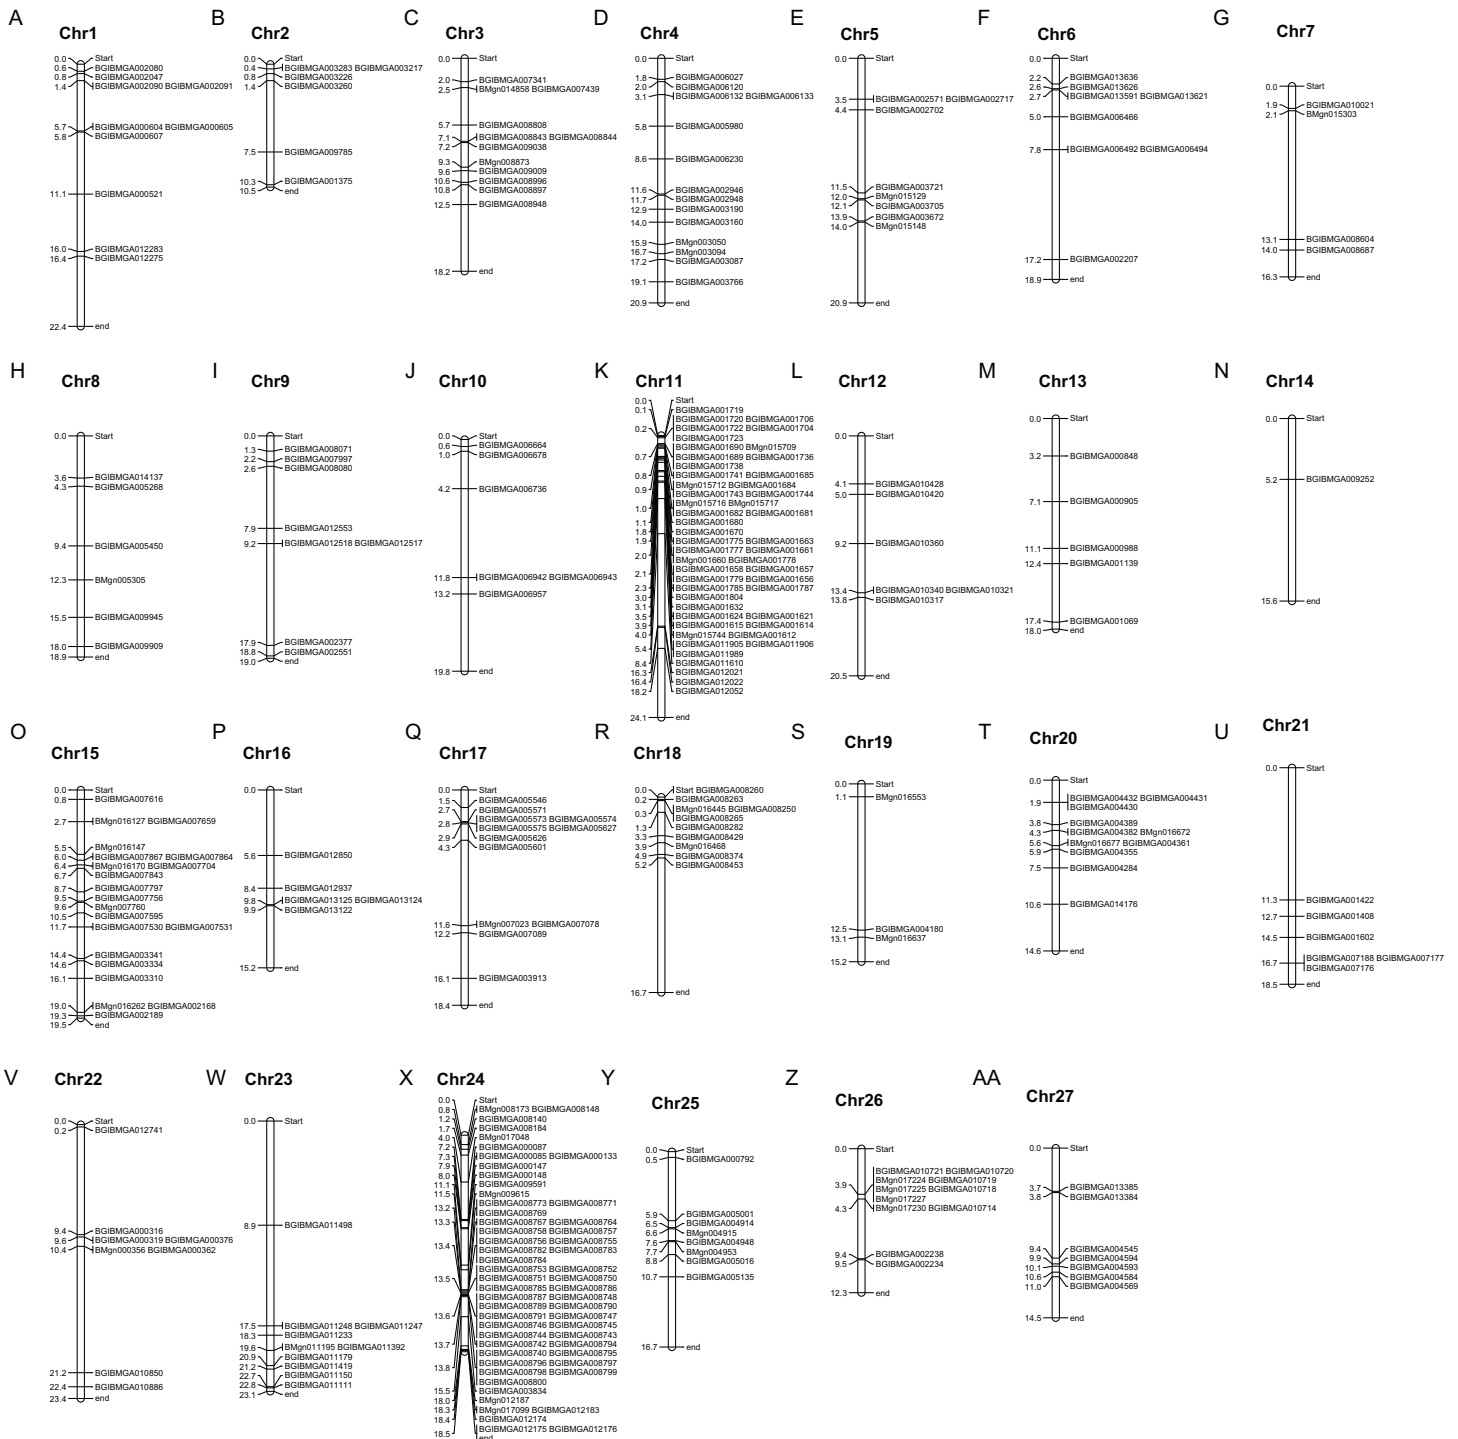 A
Chr1
0.0 Start
0.6 BGIBMGA002080
0.8 BGIBMGA002047
1.4 BGIBMGA002090 BGIBMGA002091
5.7 BGIBMGA000604 BGIBMGA000605
5.8 BGIBMGA000607
11.1 BGIBMGA000521
16.0 BGIBMGA012283
16.4 BGIBMGA012275
22.4 end
B
Chr2
0.0 Start
0.4 BGIBMGA003283 BGIBMGA003217
0.8 BGIBMGA003226
1.4 BGIBMGA003260
7.5 BGIBMGA009785
10.3 BGIBMGA001375
10.5 end
C
Chr3
0.0 Start
2.0 BGIBMGA007341
2.5 BMgn014858 BGIBMGA007439
5.7 BGIBMGA008808
7.1 BGIBMGA008843 BGIBMGA008844
7.2 BGIBMGA009038
9.3 BMgn008873
9.6 BGIBMGA009009
10.6 BGIBMGA008996
10.8 BGIBMGA008897
12.5 BGIBMGA008948
18.2 end
D
Chr4
0.0 Start
1.8 BGIBMGA006027
2.0 BGIBMGA006120
3.1 BGIBMGA006132 BGIBMGA006133
5.8 BGIBMGA005980
8.6 BGIBMGA006230
11.6 BGIBMGA002946
11.7 BGIBMGA002948
12.9 BGIBMGA003190
14.0 BGIBMGA003160
15.9 BMgn003050
16.7 BMgn003094
17.2 BGIBMGA003087
19.1 BGIBMGA003766
20.9 end
E
Chr5
0.0 Start
3.5 BGIBMGA002571 BGIBMGA002717
4.4 BGIBMGA002702
11.5 BGIBMGA003721
12.0 BMgn015129
12.1 BGIBMGA003705
13.9 BGIBMGA003672
14.0 BMgn015148
20.9 end
F
Chr6
0.0 Start
2.2 BGIBMGA013636
2.6 BGIBMGA013626
2.7 BGIBMGA013591 BGIBMGA013621
5.0 BGIBMGA006466
7.8 BGIBMGA006492 BGIBMGA006494
17.2 BGIBMGA002207
18.9 end
G
Chr7
0.0 Start
1.9 BGIBMGA010021
2.1 BMgn015303
13.1 BGIBMGA008604
14.0 BGIBMGA008687
16.3 end
H
Chr8
0.0 Start
3.6 BGIBMGA014137
4.3 BGIBMGA005268
9.4 BGIBMGA005450
12.3 BMgn005305
15.5 BGIBMGA009945
18.0 BGIBMGA009909
18.9 end
I
Chr9
0.0 Start
1.3 BGIBMGA008071
2.2 BGIBMGA007997
2.6 BGIBMGA008080
7.9 BGIBMGA012553
9.2 BGIBMGA012518 BGIBMGA012517
17.9 BGIBMGA002377
18.8 BGIBMGA002551
19.0 end
J
Chr10
0.0 Start
0.6 BGIBMGA006664
1.0 BGIBMGA006678
4.2 BGIBMGA006736
11.8 BGIBMGA006942 BGIBMGA006943
13.2 BGIBMGA006957
19.8 end
K
Chr11
0.0 Start
0.1 BGIBMGA001719
BGIBMGA001720 BGIBMGA001706
0.2 BGIBMGA001722 BGIBMGA001704
BGIBMGA001723
BGIBMGA001690 BMgn015709
0.7 BGIBMGA001689 BGIBMGA001736
BGIBMGA001738
0.8 BGIBMGA001741 BGIBMGA001685
BMgn015712 BGIBMGA001684
0.9 BGIBMGA001743 BGIBMGA001744
BMgn015716 BMgn015717
1.0 BGIBMGA001682 BGIBMGA001681
1.1 BGIBMGA001680
1.8 BGIBMGA001670
1.9 BGIBMGA001775 BGIBMGA001663
BGIBMGA001777 BGIBMGA001661
2.0 BMgn001660 BGIBMGA001778
BGIBMGA001658 BGIBMGA001657
2.1 BGIBMGA001779 BGIBMGA001656
2.3 BGIBMGA001785 BGIBMGA001787
3.0 BGIBMGA001804
3.1 BGIBMGA001632
3.5 BGIBMGA001624 BGIBMGA001621
3.9 BGIBMGA001615 BGIBMGA001614
4.0 BMgn015744 BGIBMGA001612
BGIBMGA011905 BGIBMGA011906
5.4 BGIBMGA011989
8.4 BGIBMGA011610
16.3 BGIBMGA012021
16.4 BGIBMGA012022
18.2 BGIBMGA012052
24.1 end
L
Chr12
0.0 Start
4.1 BGIBMGA010428
5.0 BGIBMGA010420
9.2 BGIBMGA010360
13.4 BGIBMGA010340 BGIBMGA010321
13.8 BGIBMGA010317
20.5 end
M
Chr13
0.0 Start
3.2 BGIBMGA000848
7.1 BGIBMGA000905
11.1 BGIBMGA000988
12.4 BGIBMGA001139
17.4 BGIBMGA001069
18.0 end
N
Chr14
0.0 Start
5.2 BGIBMGA009252
15.6 end
O
Chr15
0.0 Start
0.8 BGIBMGA007616
2.7 BMgn016127 BGIBMGA007659
5.5 BMgn016147
6.0 BGIBMGA007867 BGIBMGA007864
6.4 BMgn016170 BGIBMGA007704
6.7 BGIBMGA007843
8.7 BGIBMGA007797
9.5 BGIBMGA007756
9.6 BMgn007760
10.5 BGIBMGA007595
11.7 BGIBMGA007530 BGIBMGA007531
14.4 BGIBMGA003341
14.6 BGIBMGA003334
16.1 BGIBMGA003310
19.0 BMgn016262 BGIBMGA002168
19.3 BGIBMGA002189
19.5 end
P
Chr16
0.0 Start
5.6 BGIBMGA012850
8.4 BGIBMGA012937
9.8 BGIBMGA013125 BGIBMGA013124
9.9 BGIBMGA013122
15.2 end
Q
Chr17
0.0 Start
1.5 BGIBMGA005546
2.7 BGIBMGA005571
BGIBMGA005573 BGIBMGA005574
2.8 BGIBMGA005575 BGIBMGA005627
2.9 BGIBMGA005626
4.3 BGIBMGA005601
11.6 BMgn007023 BGIBMGA007078
12.2 BGIBMGA007089
16.1 BGIBMGA003913
18.4 end
R
Chr18
0.0 Start BGIBMGA008260
0.2 BGIBMGA008263
BMgn016445 BGIBMGA008250
0.3 BGIBMGA008265
1.3 BGIBMGA008282
3.3 BGIBMGA008429
3.9 BMgn016468
4.9 BGIBMGA008374
5.2 BGIBMGA008453
16.7 end
S
Chr19
0.0 Start
1.1 BMgn016553
12.5 BGIBMGA004180
13.1 BMgn016637
15.2 end
T
Chr20
0.0 Start
BGIBMGA004432 BGIBMGA004431
1.9 BGIBMGA004430
3.8 BGIBMGA004389
4.3 BGIBMGA004382 BMgn016672
5.6 BMgn016677 BGIBMGA004361
5.9 BGIBMGA004355
7.5 BGIBMGA004284
10.6 BGIBMGA014176
14.6 end
U
Chr21
0.0 Start
11.3 BGIBMGA001422
12.7 BGIBMGA001408
14.5 BGIBMGA001602
16.7 BGIBMGA007188 BGIBMGA007177
BGIBMGA007176
18.5 end
V
Chr22
0.0 Start
0.2 BGIBMGA012741
9.4 BGIBMGA000316
9.6 BGIBMGA000319 BGIBMGA000376
10.4 BMgn000356 BGIBMGA000362
21.2 BGIBMGA010850
22.4 BGIBMGA010886
23.4 end
W
Chr23
0.0 Start
8.9 BGIBMGA011498
17.5 BGIBMGA011248 BGIBMGA011247
18.3 BGIBMGA011233
19.6 BMgn011195 BGIBMGA011392
20.9 BGIBMGA011179
21.2 BGIBMGA011419
22.7 BGIBMGA011150
22.8 BGIBMGA011111
23.1 end
X
Chr24
0.0 Start
0.8 BMgn008173 BGIBMGA008148
1.2 BGIBMGA008140
1.7 BGIBMGA008184
4.0 BMgn017048
7.2 BGIBMGA000087
7.3 BGIBMGA000085 BGIBMGA000133
7.9 BGIBMGA000147
8.0 BGIBMGA000148
11.1 BGIBMGA009591
11.5 BMgn009615
BGIBMGA008773 BGIBMGA008771
13.2 BGIBMGA008769
13.3 BGIBMGA008767 BGIBMGA008764
BGIBMGA008758 BGIBMGA008757
BGIBMGA008756 BGIBMGA008755
13.4 BGIBMGA008782 BGIBMGA008783
BGIBMGA008784
BGIBMGA008753 BGIBMGA008752
13.5 BGIBMGA008751 BGIBMGA008750
BGIBMGA008785 BGIBMGA008786
BGIBMGA008787 BGIBMGA008748
BGIBMGA008789 BGIBMGA008790
13.6 BGIBMGA008791 BGIBMGA008747
BGIBMGA008746 BGIBMGA008745
BGIBMGA008744 BGIBMGA008743
13.7 BGIBMGA008742 BGIBMGA008794
BGIBMGA008740 BGIBMGA008795
BGIBMGA008796 BGIBMGA008797
13.8 BGIBMGA008798 BGIBMGA008799
BGIBMGA008800
15.5 BGIBMGA003834
18.0 BMgn012187
18.3 BMgn017099 BGIBMGA012183
18.4 BGIBMGA012174
18.5 BGIBMGA012175 BGIBMGA012176
end
Y
Chr25
0.0 Start
0.5 BGIBMGA000792
5.9 BGIBMGA005001
6.5 BGIBMGA004914
6.6 BMgn004915
7.6 BGIBMGA004948
7.7 BMgn004953
8.8 BGIBMGA005016
10.7 BGIBMGA005135
16.7 end
Z
Chr26
0.0 Start
BGIBMGA010721 BGIBMGA010720
3.9 BMgn017224 BGIBMGA010719
BMgn017225 BGIBMGA010718
BMgn017227
4.3 BMgn017230 BGIBMGA010714
9.4 BGIBMGA002238
9.5 BGIBMGA002234
12.3 end
AA
Chr27
0.0 Start
3.7 BGIBMGA013385
3.8 BGIBMGA013384
9.4 BGIBMGA004545
9.9 BGIBMGA004594
10.1 BGIBMGA004593
10.6 BGIBMGA004584
11.0 BGIBMGA004569
14.5 end